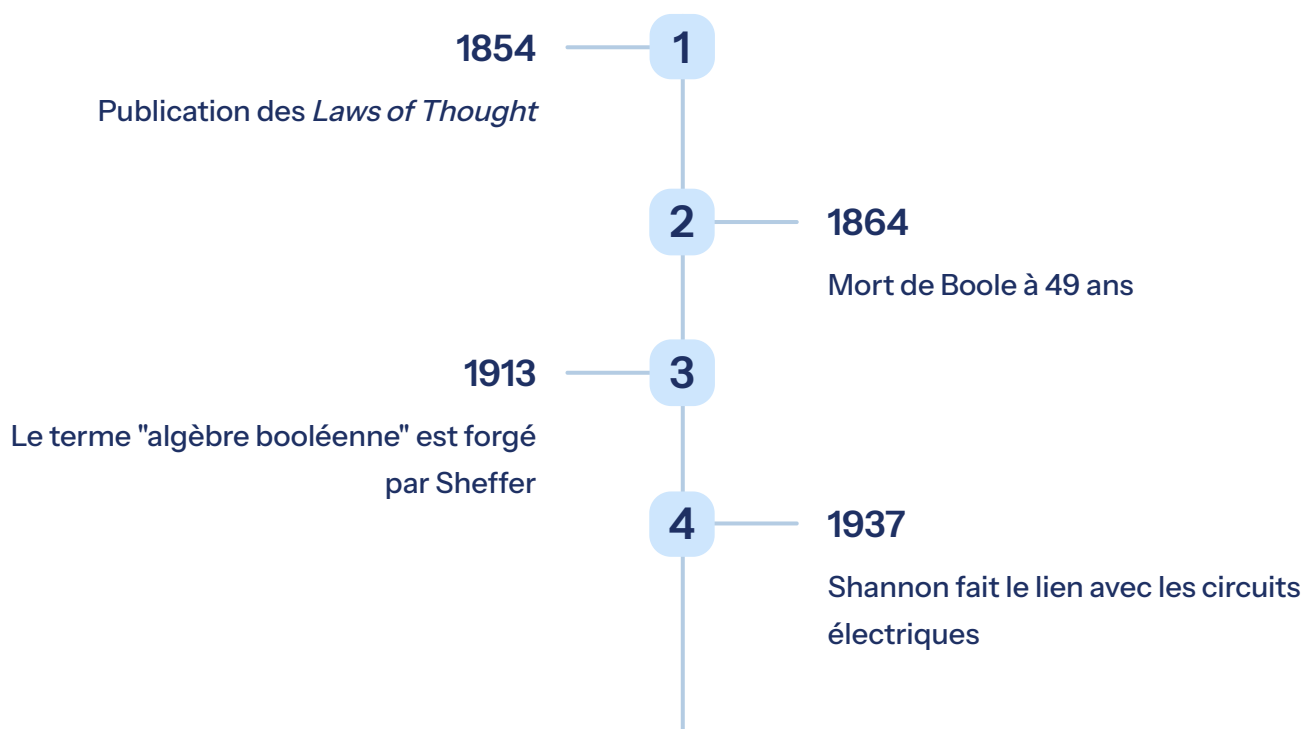 1854
1
Publication des Laws of Thought
2
1864
Mort de Boole à 49 ans
1913
3
Le terme "algèbre booléenne" est forgé
par Sheffer
4
1937
Shannon fait le lien avec les circuits
électriques